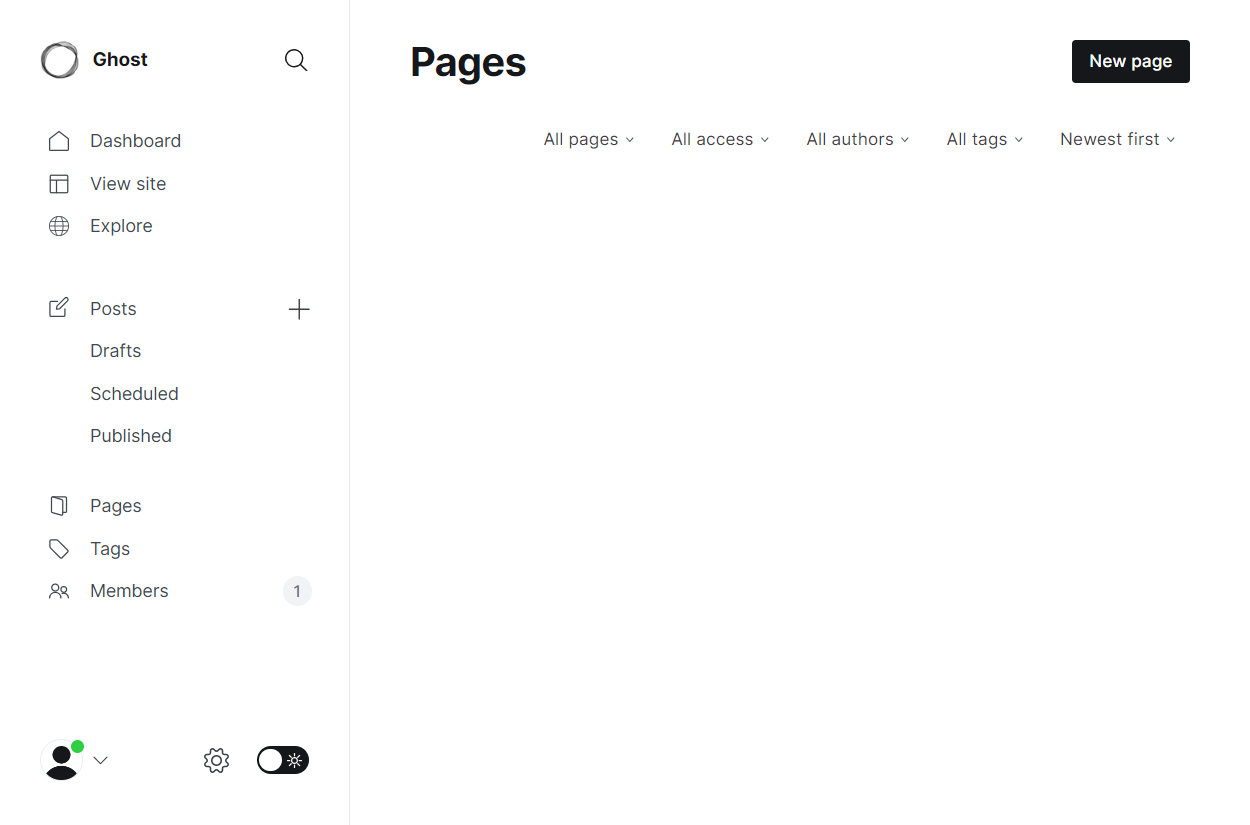 Ghost
Dashboard
View site
Explore
Posts
Drafts
Scheduled
Published
Pages
Tags
Members 1
Pages
New page
All pages All access All authors All tags Newest first